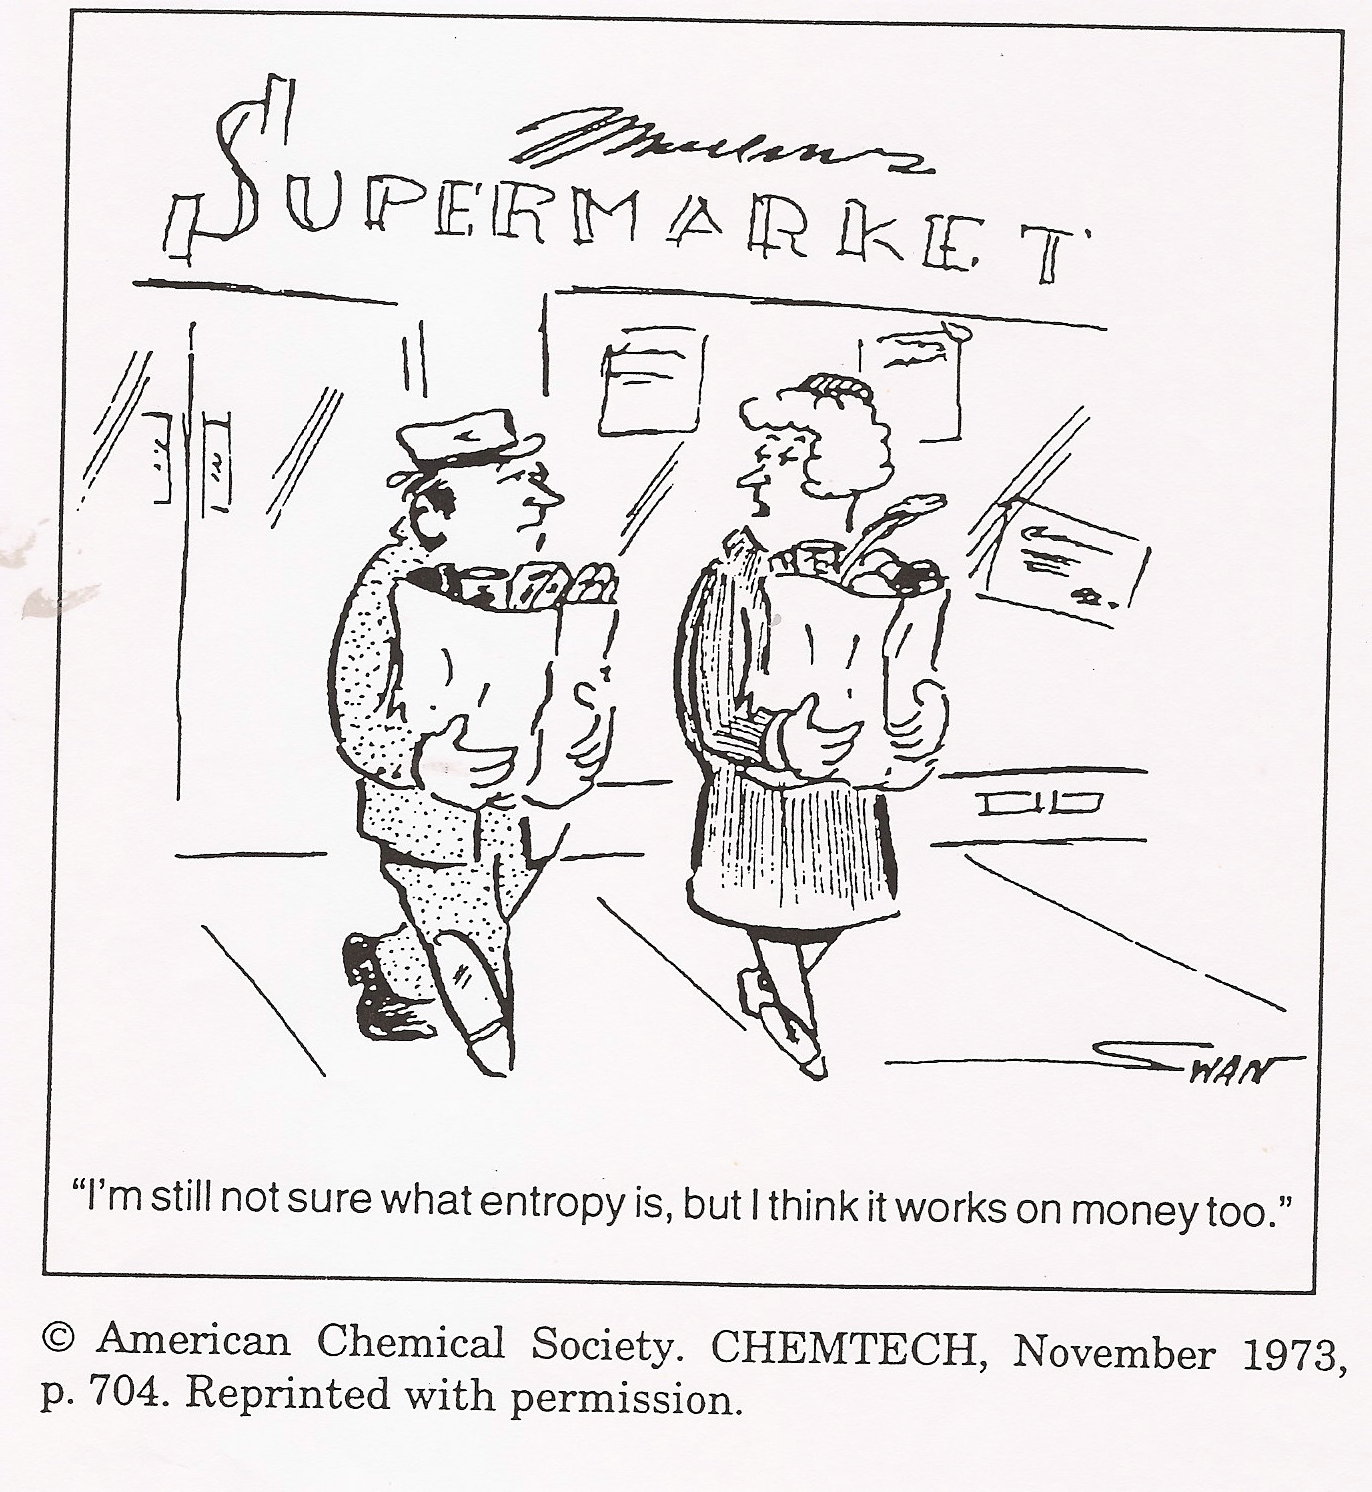 SUPERMARKET
SWAN
“I’m still not sure what entropy is, but I think it works on money too.”
© American Chemical Society. CHEMTECH, November 1973,
p. 704. Reprinted with permission.